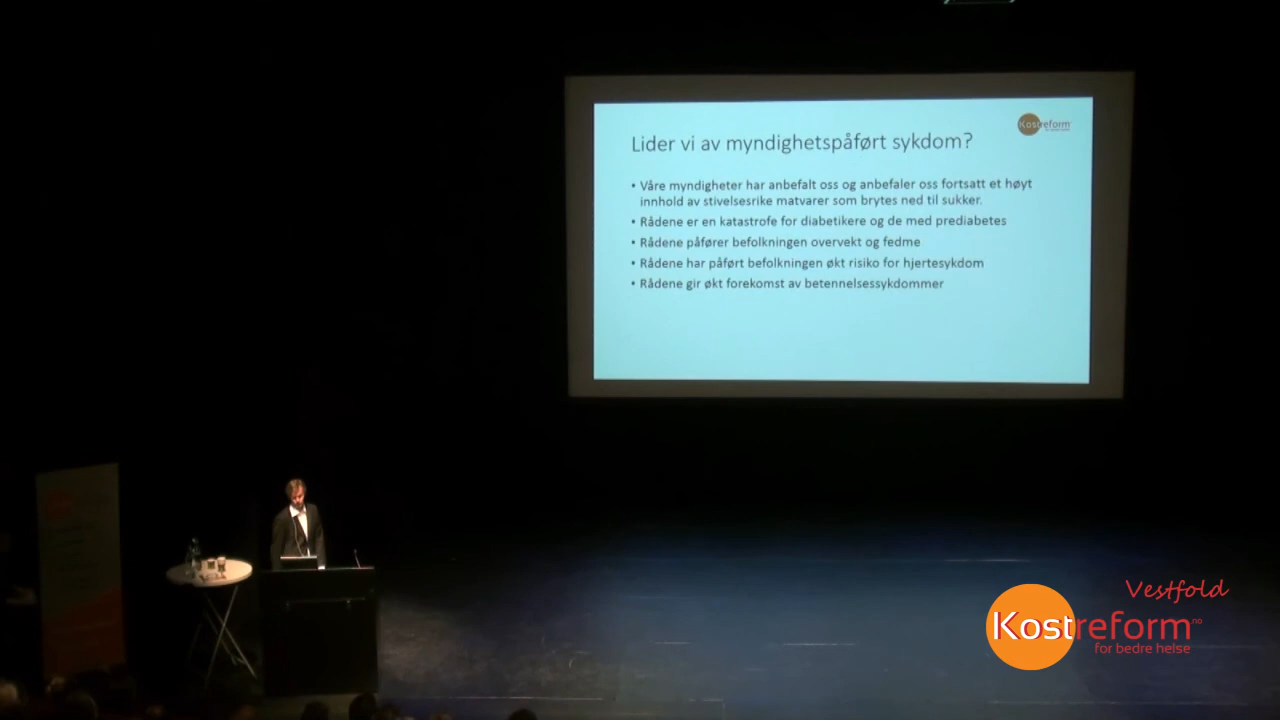 Kostreform
Lider vi av myndighetspåført sykdom?
• Våre myndigheter har anbefalt oss og anbefaler oss fortsatt et høyt
innhold av stivelsesrike matvarer som brytes ned til sukker.
• Rådene er en katastrofe for diabetikere og de med prediabetes
• Rådene påfører befolkningen overvekt og fedme
• Rådene har påført befolkningen økt risiko for hjertesykdom
• Rådene gir økt forekomst av betennelsessykdommer
Vestfold
Kostreform.no
for bedre helse